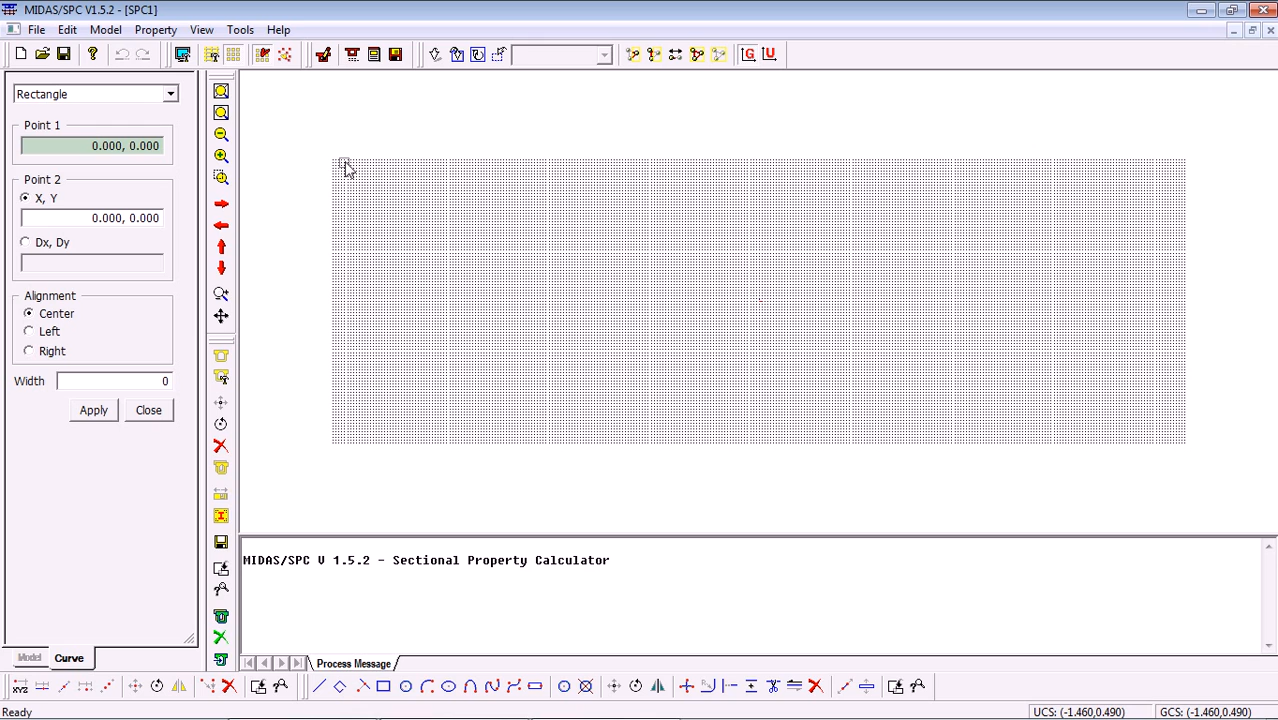 MIDAS/SPC V1.5.2 - [SPC1]
File Edit Model Property View Tools Help
G U
Rectangle
Point 1
0.000, 0.000
Point 2
X, Y
0.000, 0.000
Dx, Dy
Alignment
Center
Left
Right
Width 0
Apply Close
MIDAS/SPC V 1.5.2 - Sectional Property Calculator
Model Curve
Process Message
XYZ
Ready
UCS: (-1.460,0.490) GCS: (-1.460,0.490)